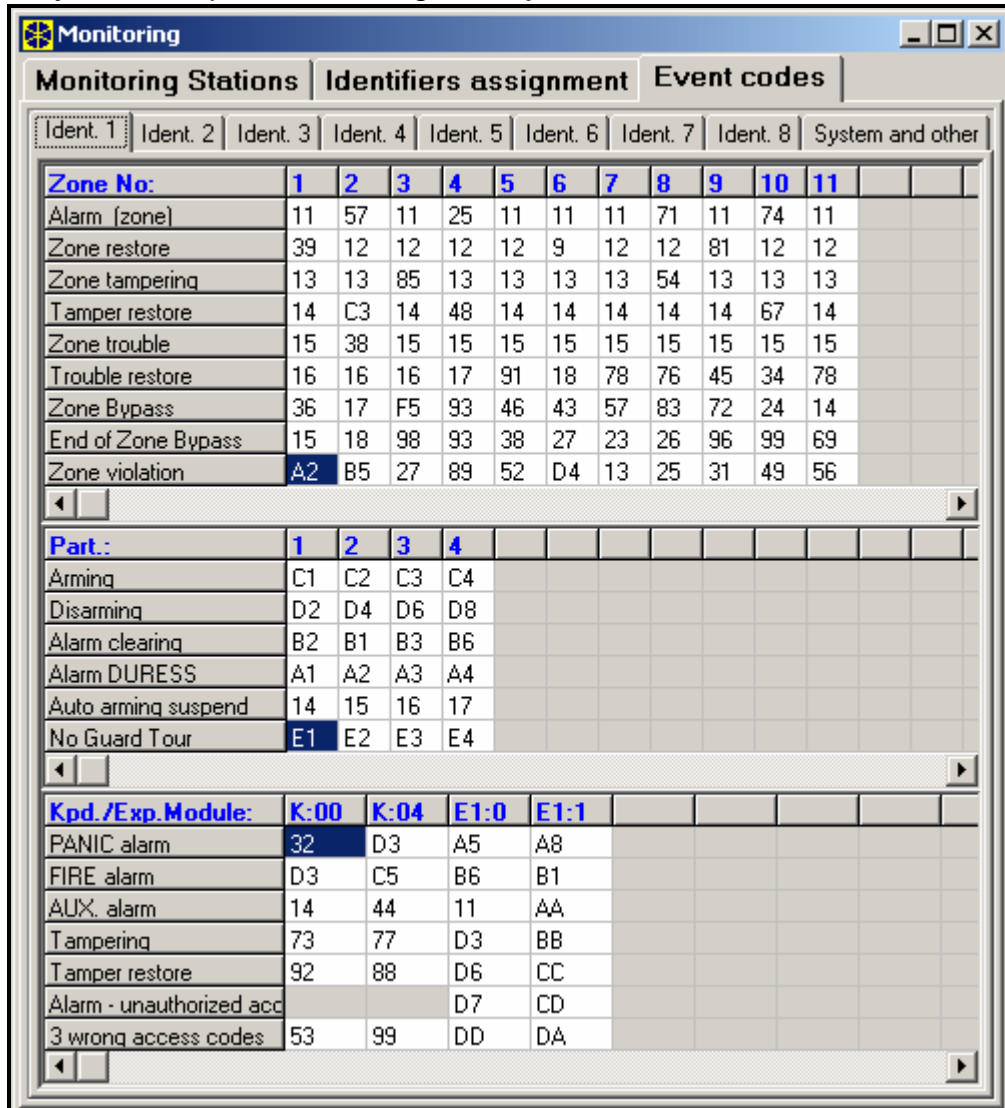 Monitoring
Monitoring Stations Identifiers assignment Event codes
Ident. 1 Ident. 2 Ident. 3 Ident. 4 Ident. 5 Ident. 6 Ident. 7 Ident. 8 System and other
Zone No: 1 2 3 4 5 6 7 8 9 10 11
Alarm (zone) 11 57 11 25 11 11 11 71 11 74 11
Zone restore 39 12 12 12 12 9 12 12 81 12 12
Zone tampering 13 13 85 13 13 13 13 54 13 13 13
Tamper restore 14 C3 14 48 14 14 14 14 14 67 14
Zone trouble 15 38 15 15 15 15 15 15 15 15 15
Trouble restore 16 16 16 17 91 18 78 76 45 34 78
Zone Bypass 36 17 F5 93 46 43 57 83 72 24 14
End of Zone Bypass 15 18 98 93 38 27 23 26 96 99 69
Zone violation A2 B5 27 89 52 D4 13 25 31 49 56
Part.: 1 2 3 4
Arming C1 C2 C3 C4
Disarming D2 D4 D6 D8
Alarm clearing B2 B1 B3 B6
Alarm DURESS A1 A2 A3 A4
Auto arming suspend 14 15 16 17
No Guard Tour E1 E2 E3 E4
Kpd./Exp.Module: K:00 K:04 E1:0 E1:1
PANIC alarm 32 D3 A5 A8
FIRE alarm D3 C5 B6 B1
AUX. alarm 14 44 11 AA
Tampering 73 77 D3 BB
Tamper restore 92 88 D6 CC
Alarm - unauthorized acc D7 CD
3 wrong access codes 53 99 DD DA